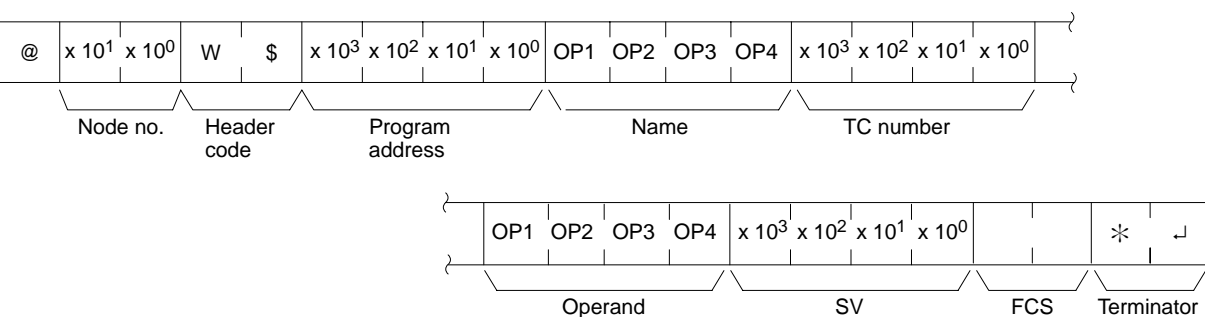 @ x 10¹ x 10⁰ W $ x 10³ x 10² x 10¹ x 10⁰ OP1 OP2 OP3 OP4 x 10³ x 10² x 10¹ x 10⁰
Node no. Header code Program address Name TC number
OP1 OP2 OP3 OP4 x 10³ x 10² x 10¹ x 10⁰ * ↵
Operand SV FCS Terminator